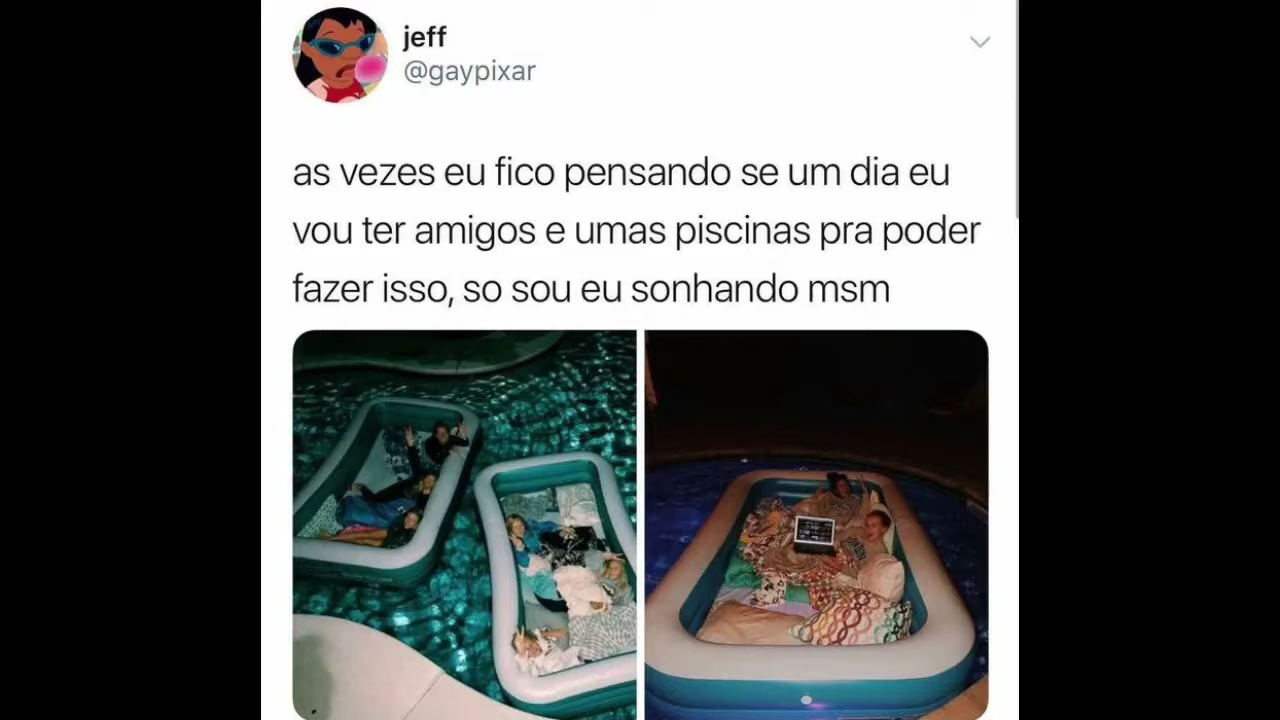 jeff
@gaypixar
as vezes eu fico pensando se um dia eu
vou ter amigos e umas piscinas pra poder
fazer isso, so sou eu sonhando msm